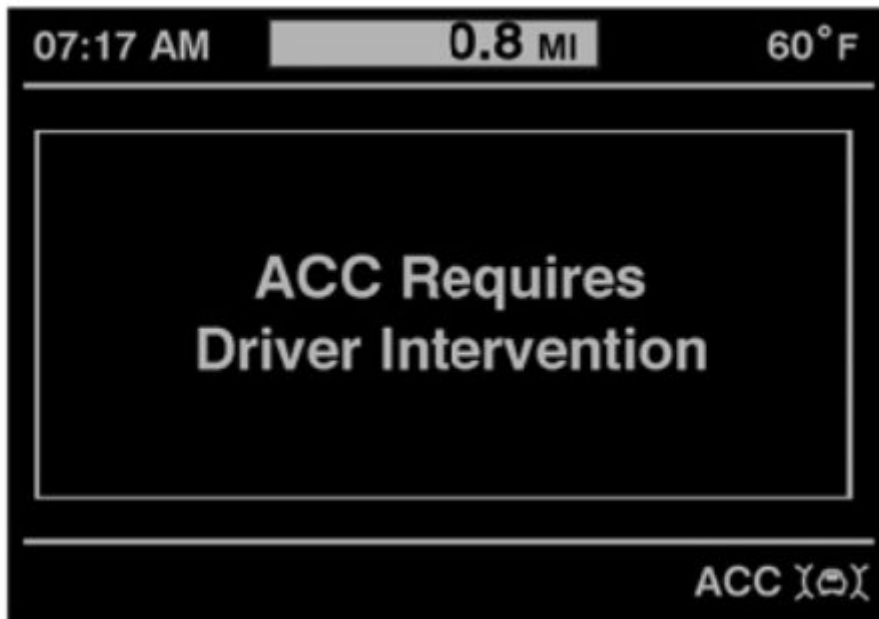 07:17 AM 0.8 MI 60°F
ACC Requires
Driver Intervention
ACC